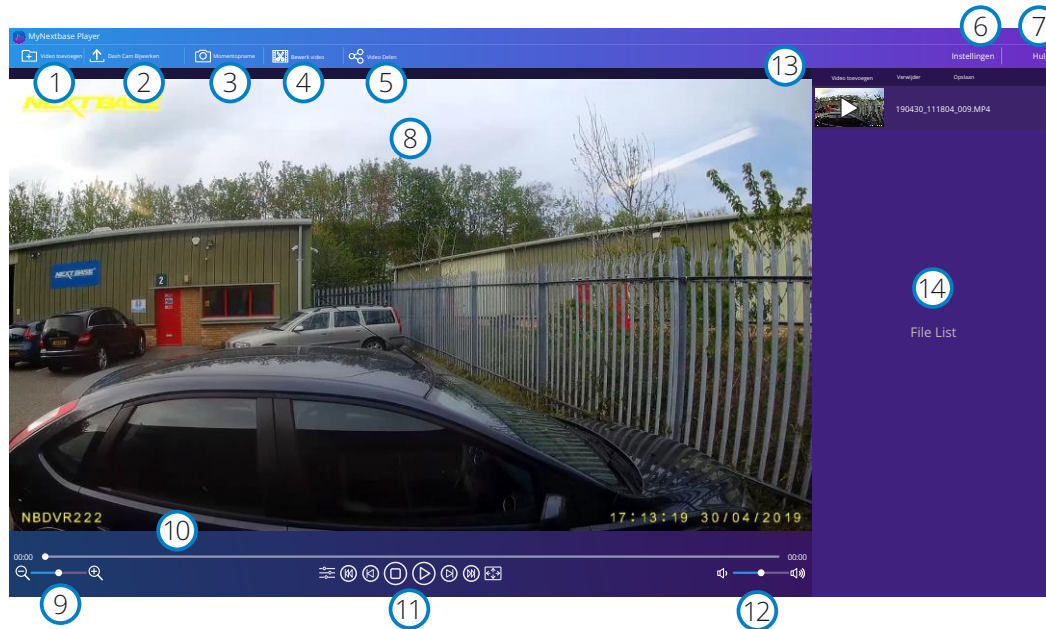 6 7
MyNextbase Player
Video toevoegen Dash Cam Bijwerken Momentopname Bewerk video Video Delen Instellingen Hul
1 2 3 4 5 13
Video toevoegen Verwijder Opslaan
NEXTBASE
190430_111804_009.MP4
8
NEXTBASE
2
14
File List
NBDVR222 17:13:19 30/04/2019
10
00:00 00:00
9 11 12